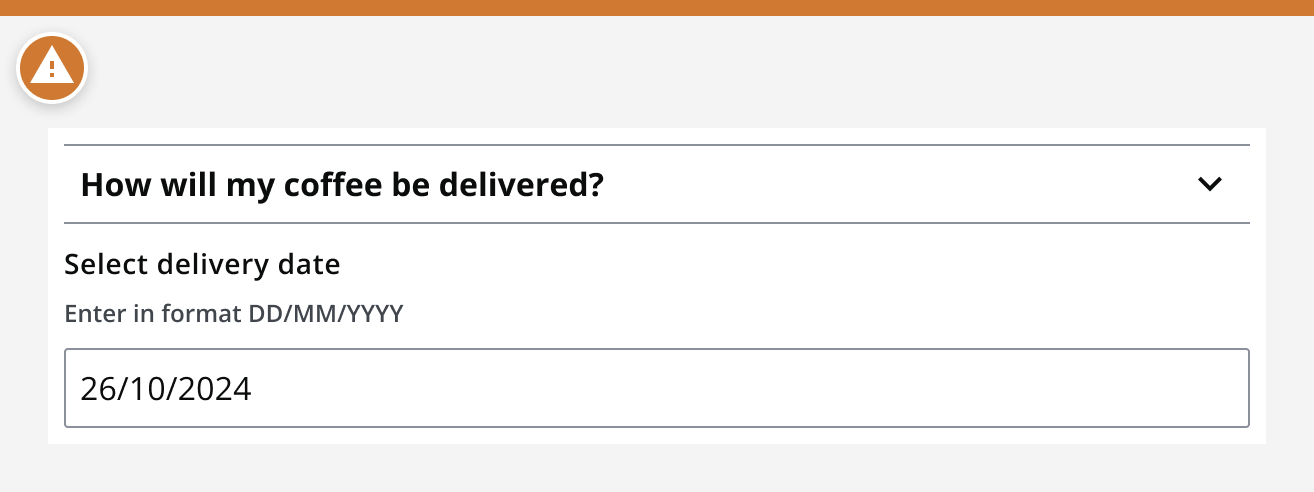 How will my coffee be delivered?
Select delivery date
Enter in format DD/MM/YYYY
26/10/2024